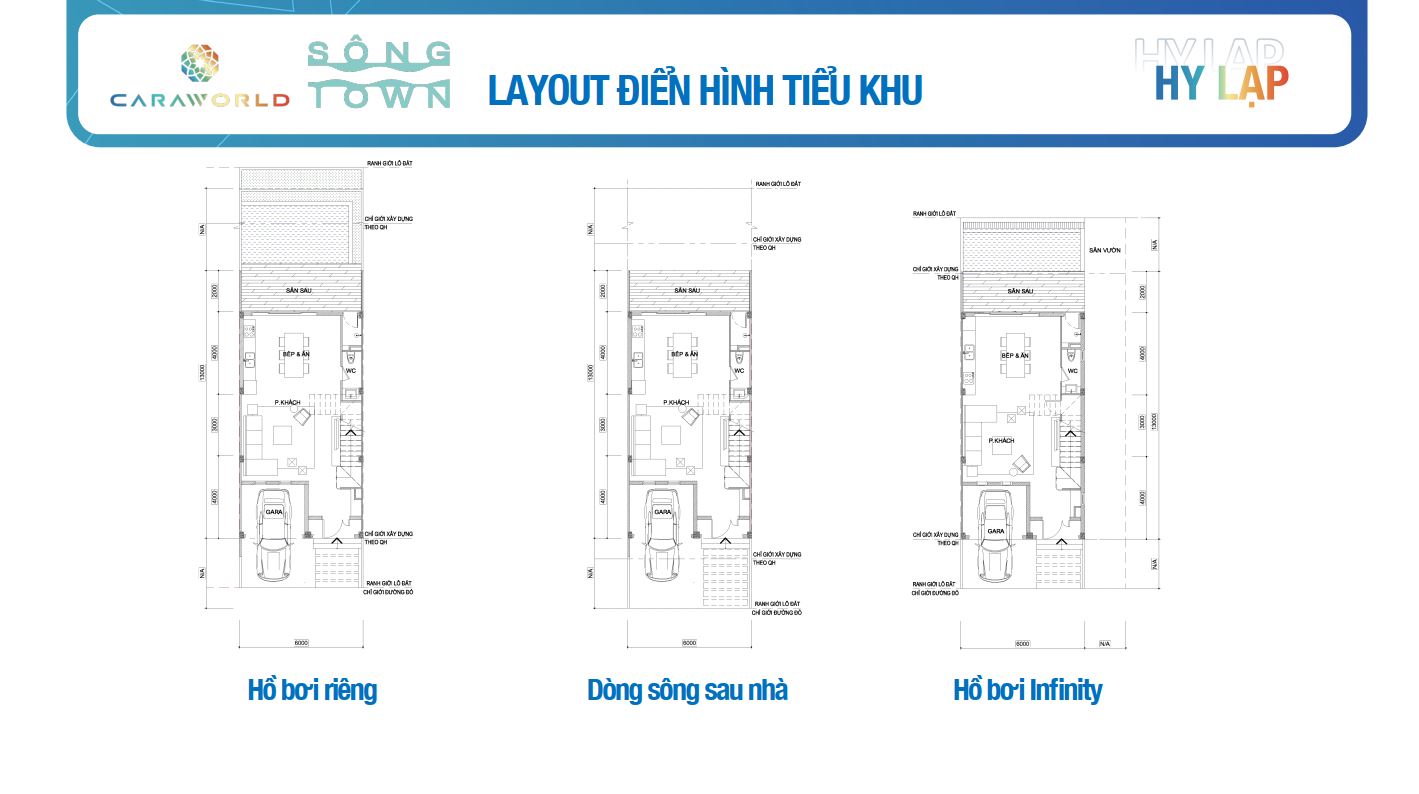 CARAWORLD
SÔNG
TOWN
LAYOUT ĐIỂN HÌNH TIỂU KHU
HY LẠP
HY LẠP
RANH GIỚI LÔ ĐẤT
CHỈ GIỚI XÂY DỰNG
THEO QH
N/A
SÂN SAU
2000
BẾP & ĂN
4000
WC
13000
P.KHÁCH
3000
4000
GARA
CHỈ GIỚI XÂY DỰNG
THEO QH
N/A
RANH GIỚI LÔ ĐẤT
CHỈ GIỚI ĐƯỜNG ĐỎ
6000
Hồ bơi riêng
RANH GIỚI LÔ ĐẤT
N/A
CHỈ GIỚI XÂY DỰNG
THEO QH
SÂN SAU
2000
BẾP & ĂN
4000
WC
13000
P.KHÁCH
3000
4000
GARA
CHỈ GIỚI XÂY DỰNG
THEO QH
N/A
RANH GIỚI LÔ ĐẤT
CHỈ GIỚI ĐƯỜNG ĐỎ
6000
Dòng sông sau nhà
RANH GIỚI LÔ ĐẤT
N/A
SÂN VƯỜN
CHỈ GIỚI XÂY DỰNG
THEO QH
SÂN SAU
2000
BẾP & ĂN
4000
WC
P.KHÁCH
3000
13000
4000
GARA
CHỈ GIỚI XÂY DỰNG
THEO QH
N/A
RANH GIỚI LÔ ĐẤT
CHỈ GIỚI ĐƯỜNG ĐỎ
6000
N/A
Hồ bơi Infinity